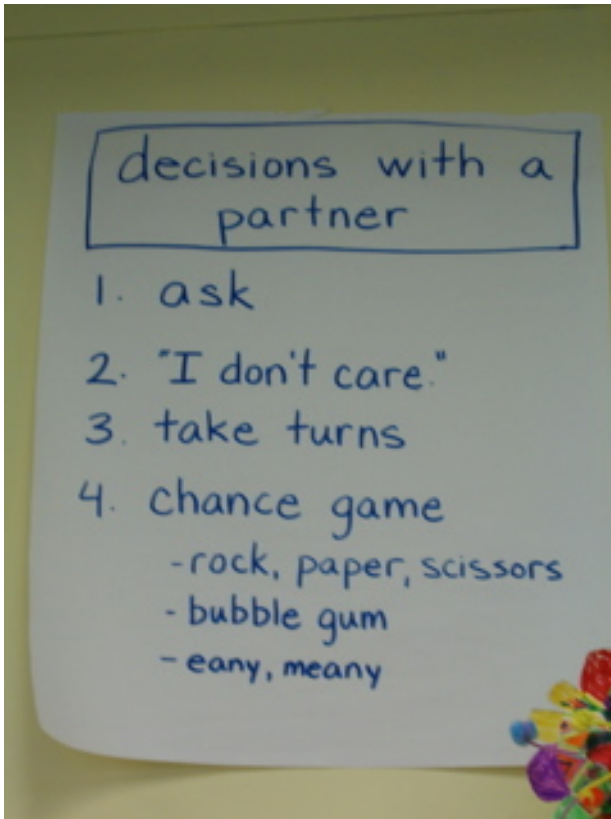 decisions with a
partner
1. ask
2. "I don't care."
3. take turns
4. chance game
- rock, paper, scissors
- bubble gum
- eany, meany